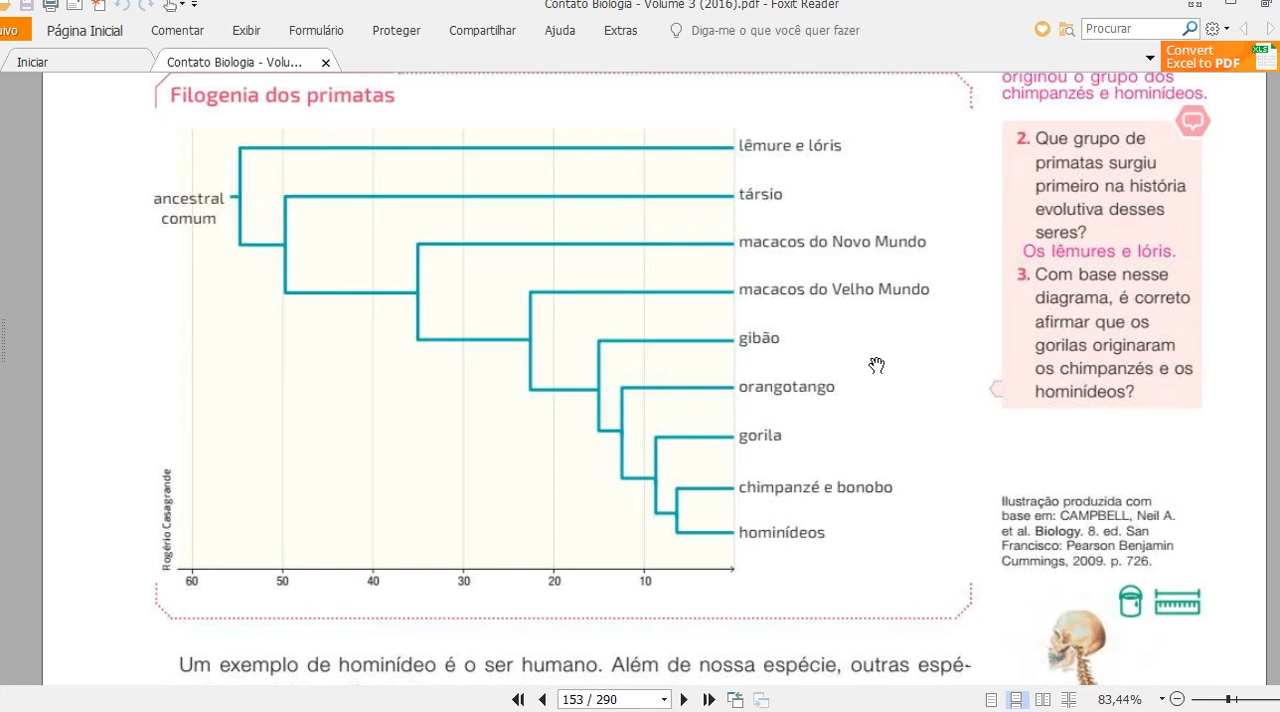 Contato Biologia - Volume 3 (2016).pdf - Foxit Reader
Página Inicial Comentar Exibir Formulário Proteger Compartilhar Ajuda Extras Diga-me o que você quer fazer Procurar
Iniciar Contato Biologia - Volu... x
Convert
Excel to PDF
XLS
Filogenia dos primatas
lêmure e lóris
társio
ancestral
comum
macacos do Novo Mundo
macacos do Velho Mundo
gibão
orangotango
gorila
chimpanzé e bonobo
hominídeos
Rogério Casagrande
60 50 40 30 20 10
originou o grupo dos
chimpanzés e hominídeos.
2. Que grupo de
primatas surgiu
primeiro na história
evolutiva desses
seres?
Os lêmures e lóris.
3. Com base nesse
diagrama, é correto
afirmar que os
gorilas originaram
os chimpanzés e os
hominídeos?
Ilustração produzida com
base em: CAMPBELL, Neil A.
et al. Biology. 8. ed. San
Francisco: Pearson Benjamin
Cummings, 2009. p. 726.
Um exemplo de hominídeo é o ser humano. Além de nossa espécie, outras espé-
153 / 290 83,44%